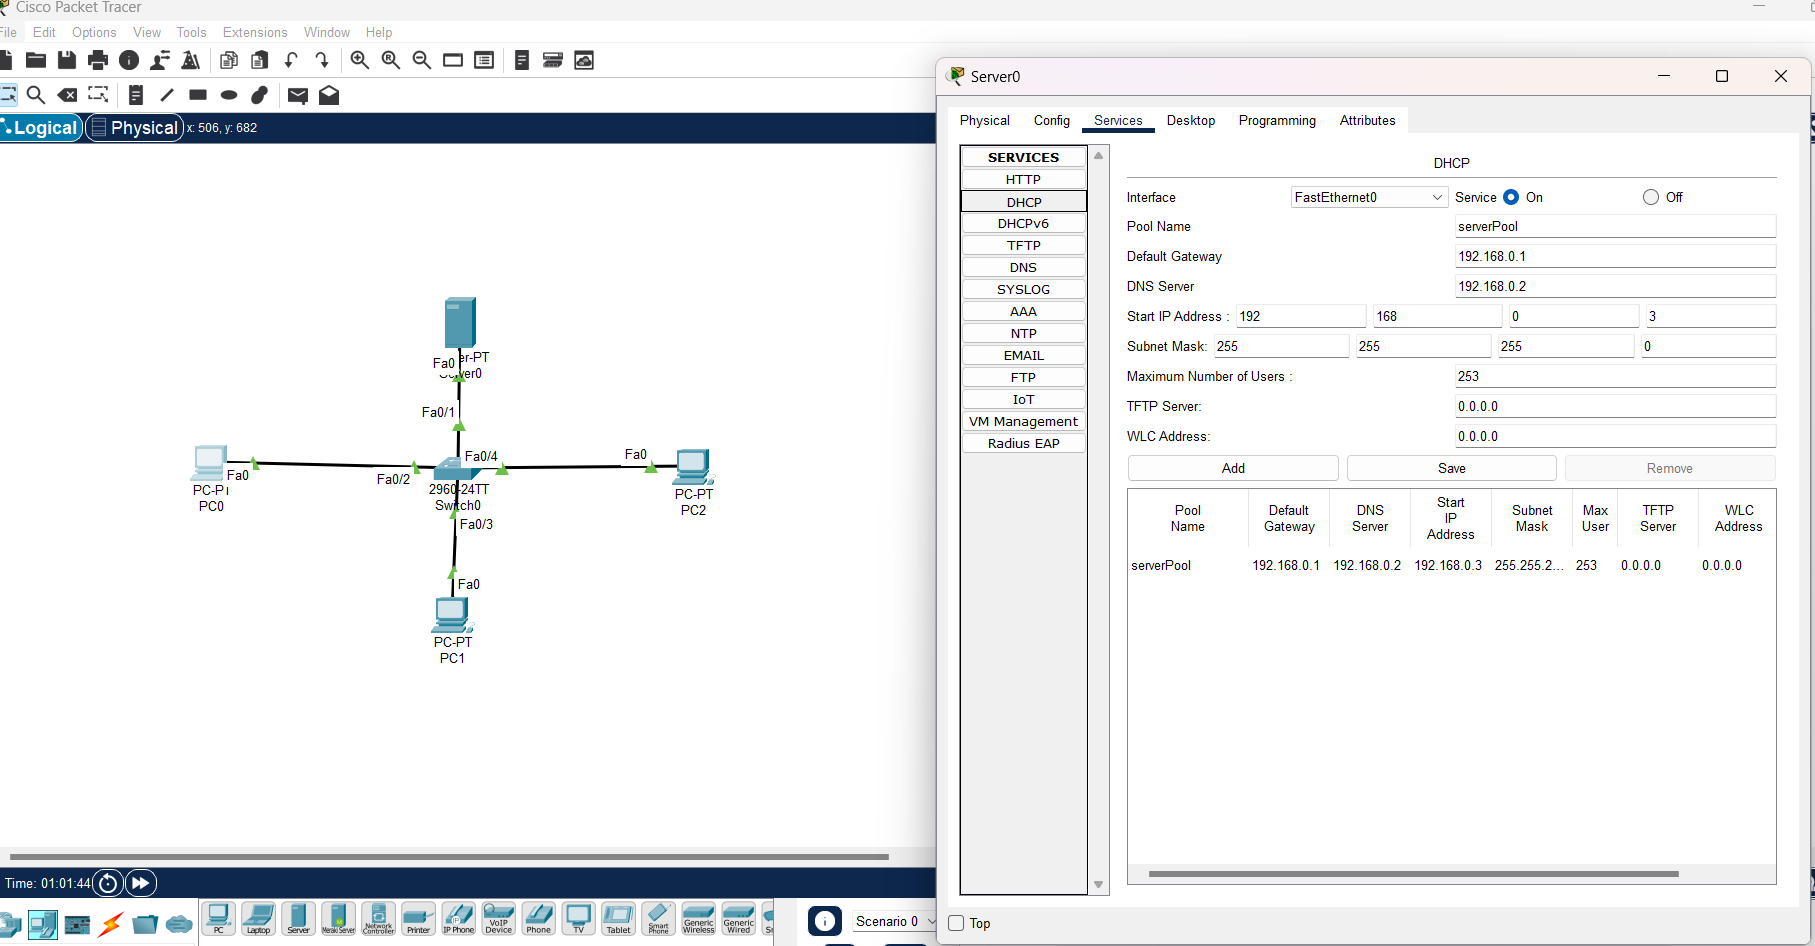 Cisco Packet Tracer
File Edit Options View Tools Extensions Window Help
Logical Physical x: 506, y: 682
Fa0 er-PT
Server0
Fa0/1
Fa0/4
Fa0
Fa0
Fa0/2
PC-PT
PC0
2960-24TT
Switch0
PC-PT
PC2
Fa0/3
Fa0
PC-PT
PC1
Time: 01:01:44
PC
Laptop
Server
Meraki Server
Network Controller
Printer
IP Phone
VoIP Device
Phone
TV
Tablet
Smart Phone
Generic Wireless
Generic Wired
Scenario 0
Server0
Physical Config Services Desktop Programming Attributes
SERVICES
HTTP
DHCP
DHCPv6
TFTP
DNS
SYSLOG
AAA
NTP
EMAIL
FTP
IoT
VM Management
Radius EAP
DHCP
Interface FastEthernet0 Service On Off
Pool Name serverPool
Default Gateway 192.168.0.1
DNS Server 192.168.0.2
Start IP Address : 192 168 0 3
Subnet Mask: 255 255 255 0
Maximum Number of Users : 253
TFTP Server: 0.0.0.0
WLC Address: 0.0.0.0
Add Save Remove
Pool Name Default Gateway DNS Server Start IP Address Subnet Mask Max User TFTP Server WLC Address
serverPool 192.168.0.1 192.168.0.2 192.168.0.3 255.255.2... 253 0.0.0.0 0.0.0.0
Top